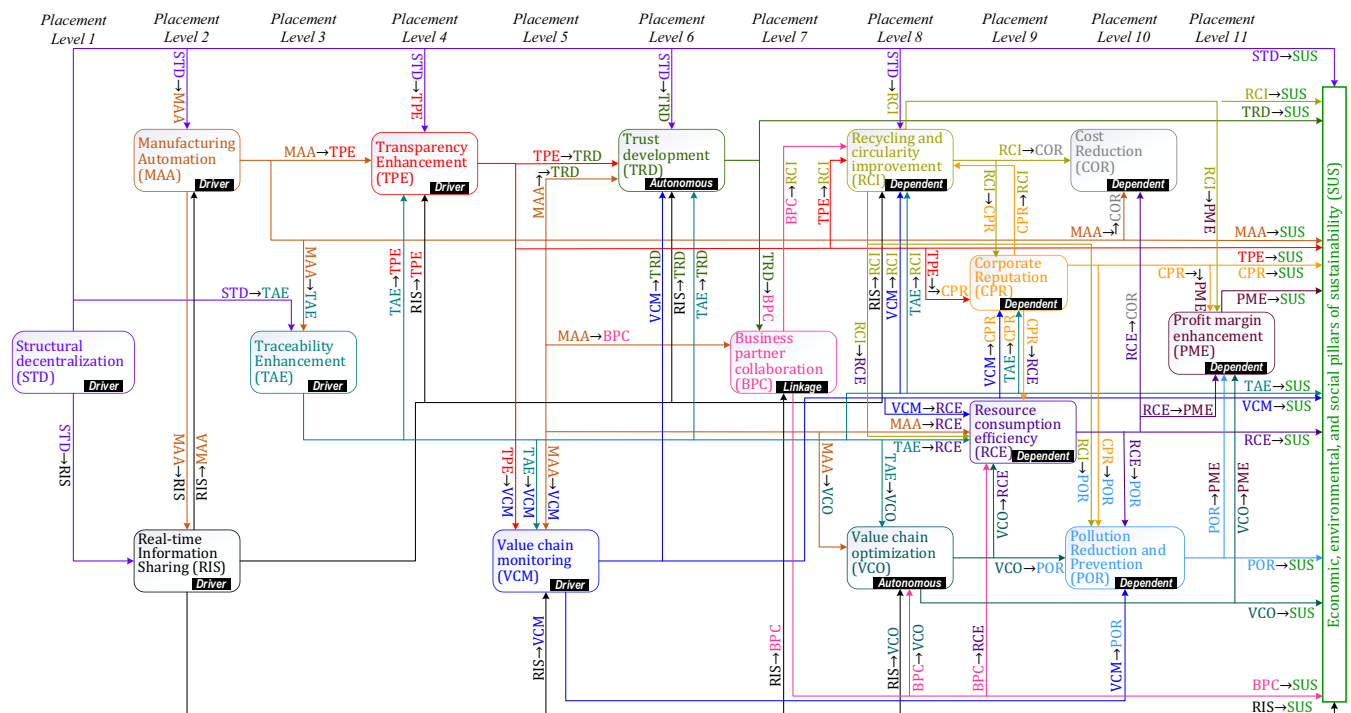 Placement
Level 1
Placement
Level 2
Placement
Level 3
Placement
Level 4
Placement
Level 5
Placement
Level 6
Placement
Level 7
Placement
Level 8
Placement
Level 9
Placement
Level 10
Placement
Level 11
STD→SUS
STD→MAA
STD→TPE
STD→TRD
STD→RCI
RCI→SUS
TRD→SUS
Manufacturing
Automation
(MAA)
Driver
MAA→TPE
Transparency
Enhancement
(TPE)
Driver
TPE→TRD
MAA→TRD
Trust
development
(TRD)
Autonomous
BPC→RCI
TPE→RCI
Recycling and
circularity
improvement
(RCI)
Dependent
RCI→COR
RCI→CPR
CPR→RCI
Cost
Reduction
(COR)
Dependent
RCI→PME
MAA→COR
MAA→SUS
TPE→SUS
CPR→SUS
MAA→TAE
TAE→TPE
RIS→TPE
VCM→TRD
RIS→TRD
TAE→TRD
TRD→BPC
RIS→RCI
VCM→RCI
TAE→RCI
TPE→CPR
Corporate
Reputation
(CPR)
Dependent
CPR→PME
PME→SUS
STD→TAE
Structural
decentralization
(STD)
Driver
Traceability
Enhancement
(TAE)
Driver
MAA→BPC
Business
partner
collaboration
(BPC)
Linkage
RCI→RCE
VCM→CPR
TAE→CPR
CPR→RCE
RCE→COR
Profit margin
enhancement
(PME)
Dependent
TAE→SUS
VCM→SUS
VCM→RCE
MAA→RCE
TAE→RCE
Resource
consumption
efficiency
(RCE)
Dependent
RCE→PME
RCE→SUS
STD→RIS
MAA→RIS
RIS→MAA
TPE→VCM
TAE→VCM
MAA→VCM
MAA→VCO
TAE→VCO
VCO→RCE
RCI→POR
CPR→POR
RCE→POR
POR→PME
VCO→PME
Real-time
Information
Sharing (RIS)
Driver
Value chain
monitoring
(VCM)
Driver
Value chain
optimization
(VCO)
Autonomous
VCO→POR
Pollution
Reduction and
Prevention
(POR)
Dependent
POR→SUS
VCO→SUS
RIS→VCM
RIS→BPC
RIS→VCO
BPC→VCO
BPC→RCE
VCM→POR
BPC→SUS
RIS→SUS
Economic, environmental, and social pillars of sustainability (SUS)